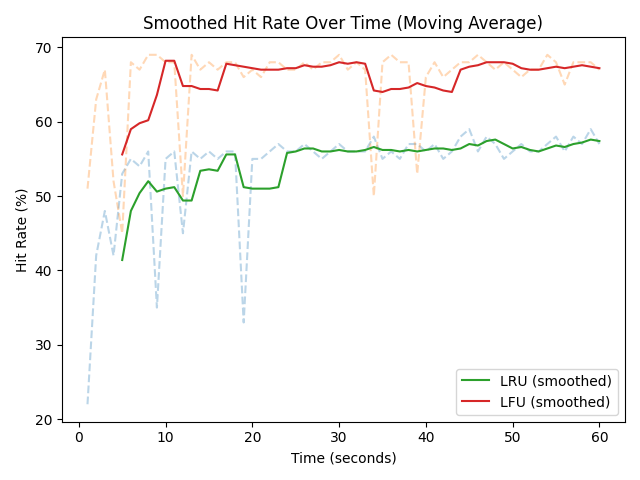 Smoothed Hit Rate Over Time (Moving Average)
Hit Rate (%)
70
60
50
40
30
20
0 10 20 30 40 50 60
Time (seconds)
LRU (smoothed)
LFU (smoothed)